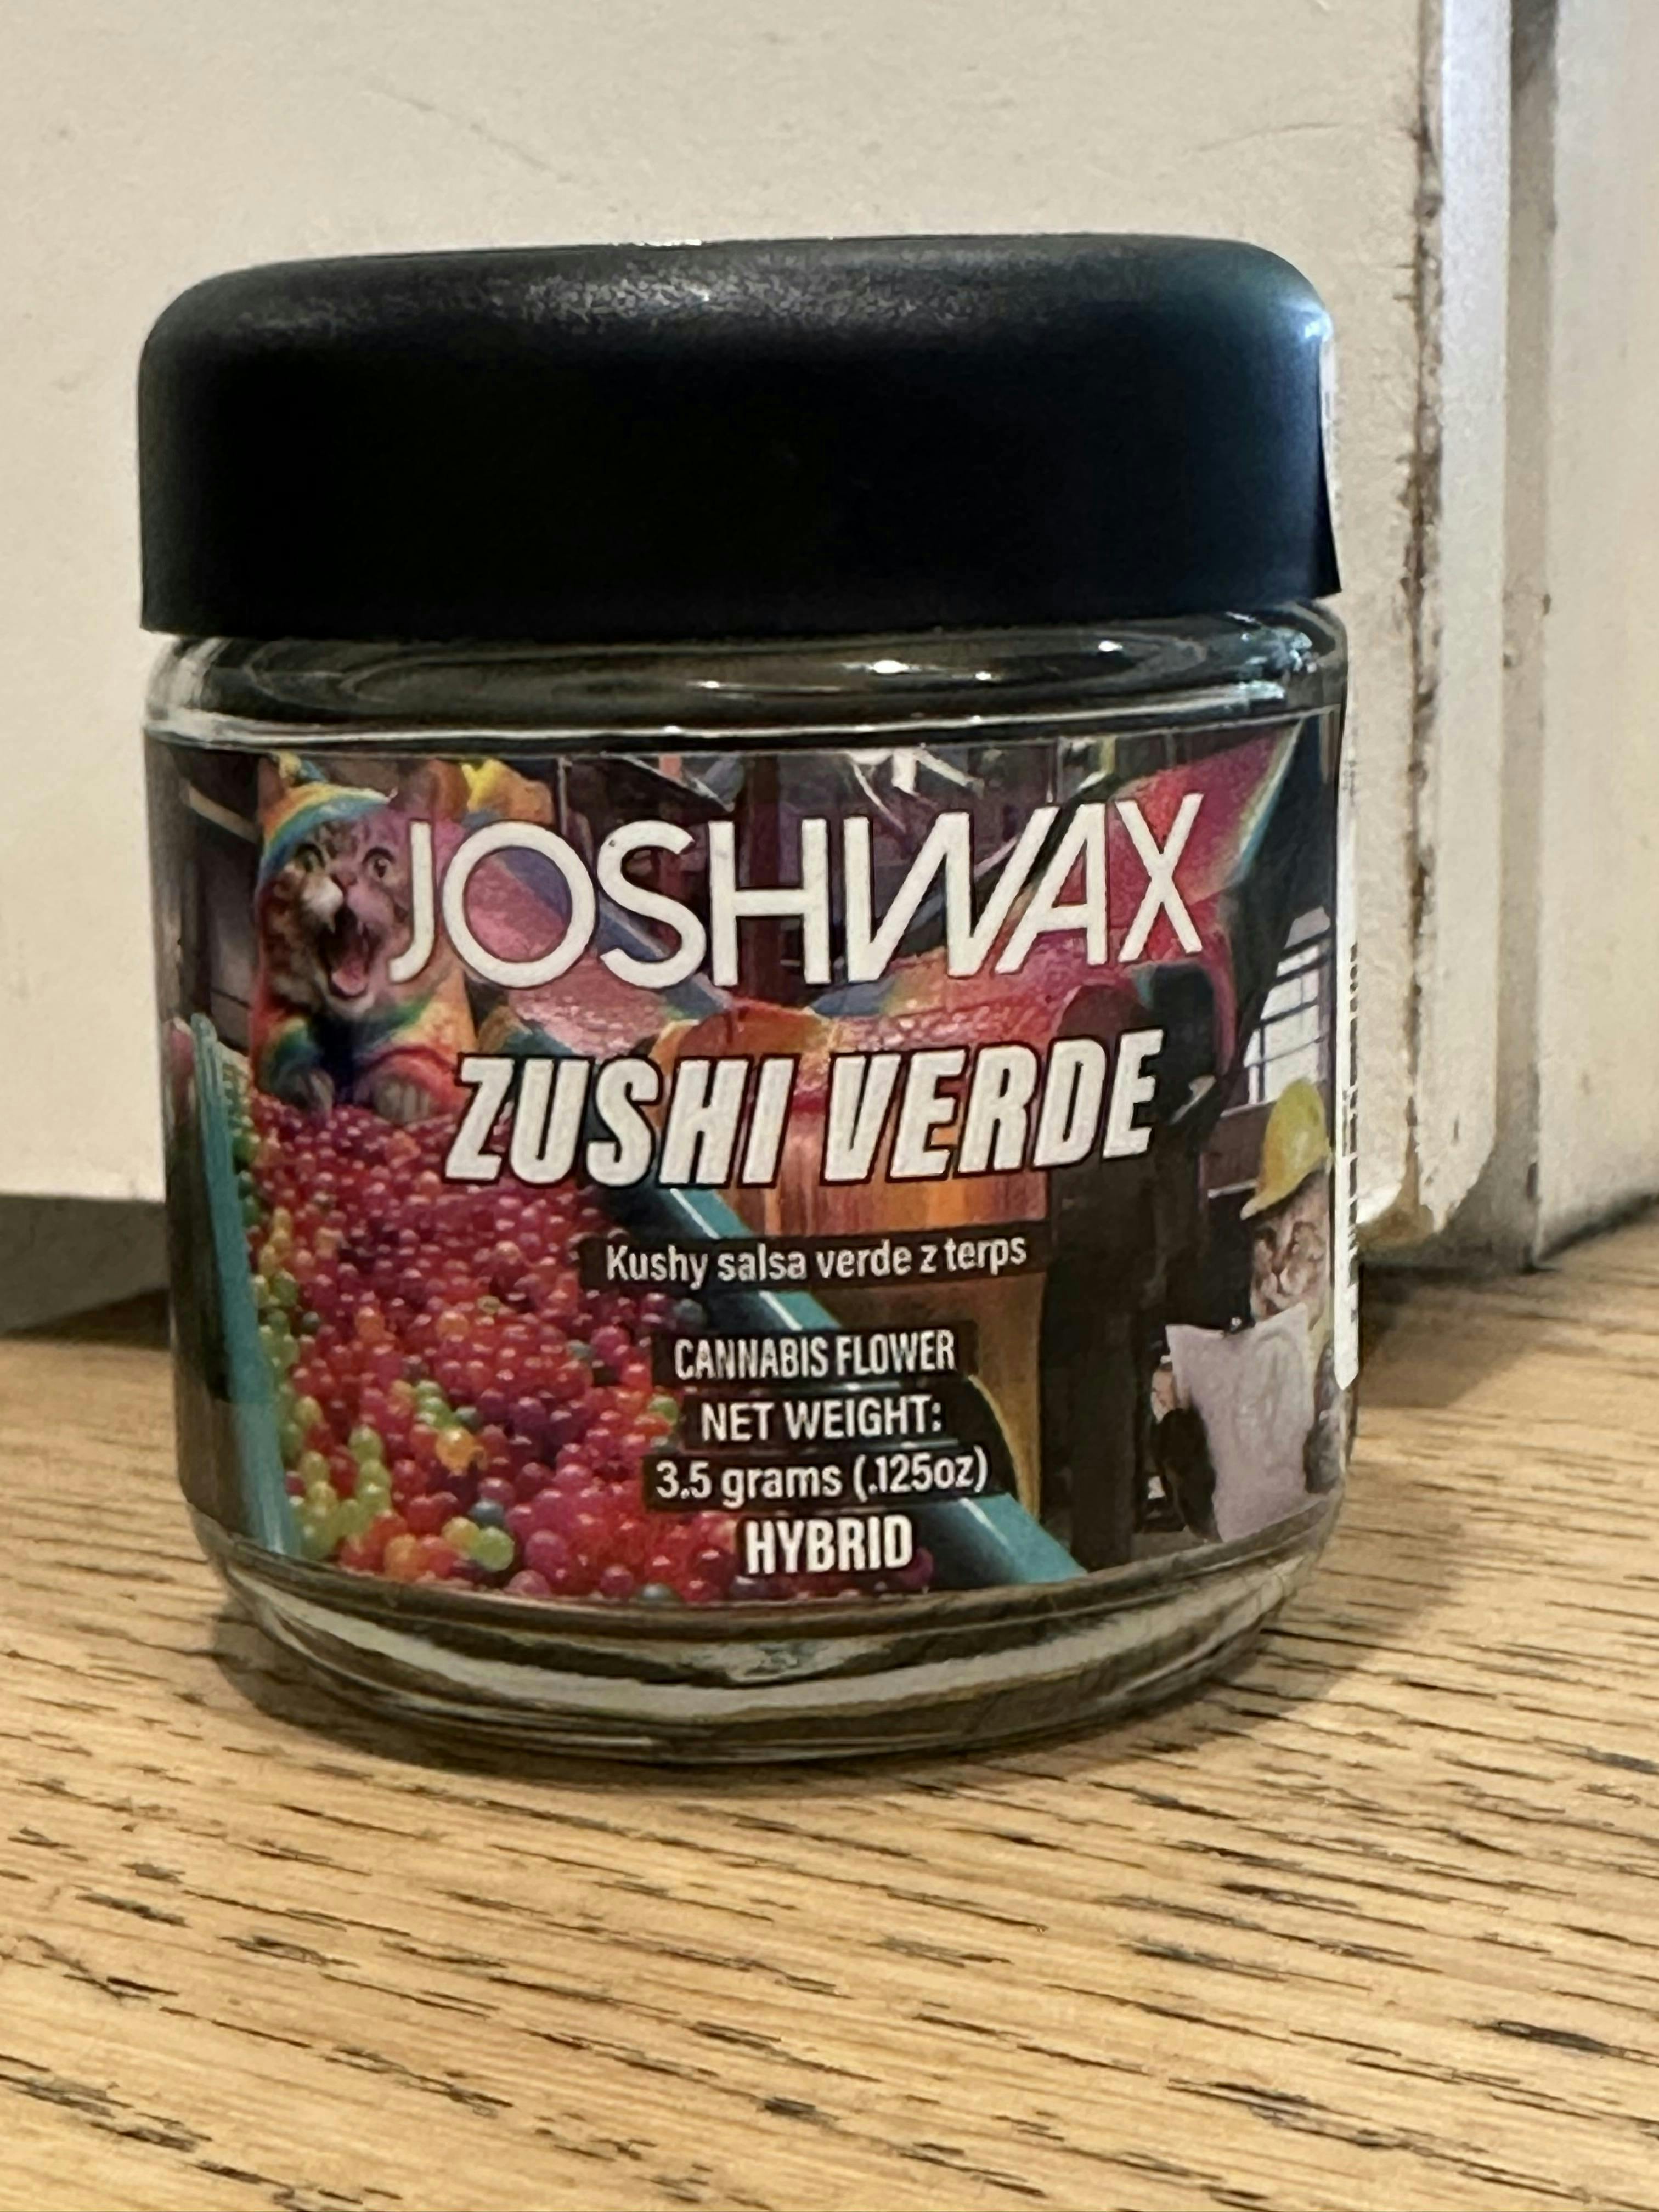 JOSHWAX
ZUSHI VERDE
Kushy salsa verde z terps
CANNABIS FLOWER
NET WEIGHT:
3.5 grams (.125oz)
HYBRID